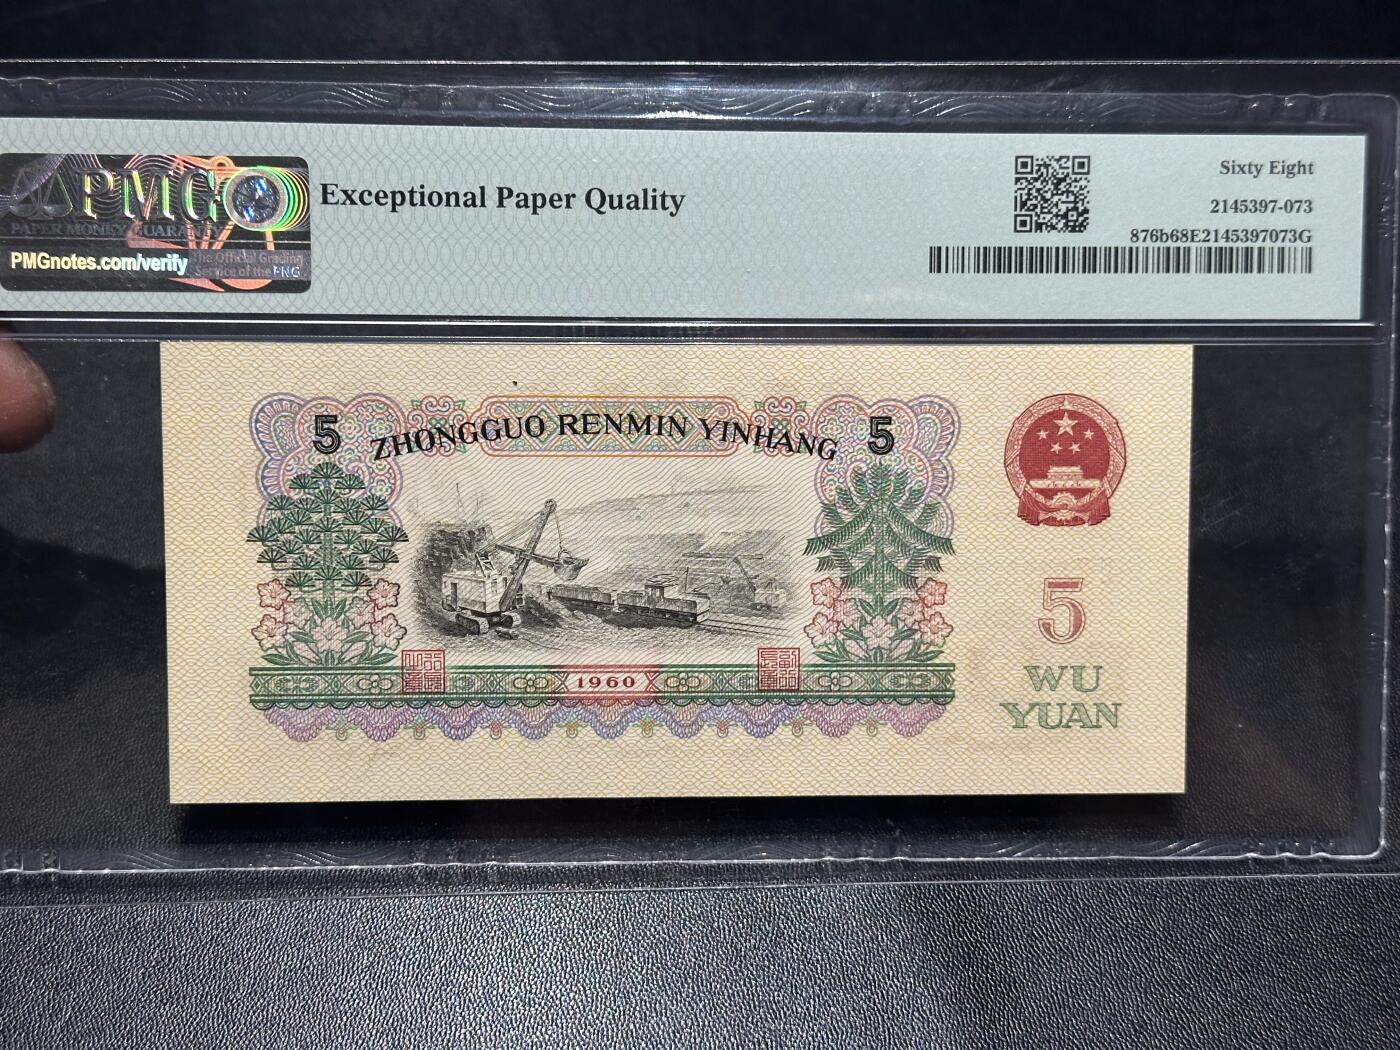 PMG
PAPER MONEY GUARANTY
PMGnotes.com/verify
The Official Grading
Service of the PNG
Exceptional Paper Quality
Sixty Eight
2145397-073
876b68E2145397073G
5
ZHONGGUO RENMIN YINHANG
5
1960
5
WU
YUAN